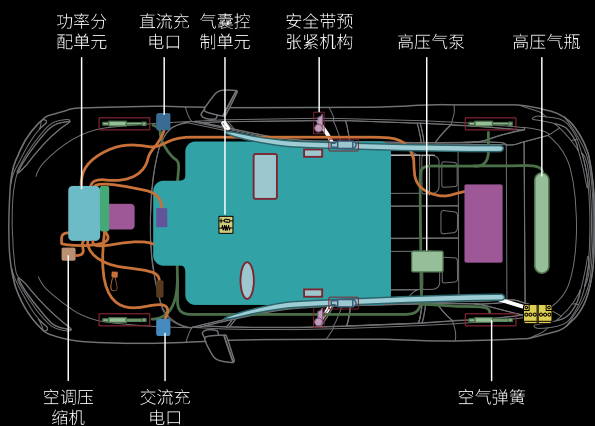 功率分
配单元
直流充
电口
气囊控
制单元
安全带预
张紧机构
高压气泵
高压气瓶
空调压
缩机
交流充
电口
空气弹簧